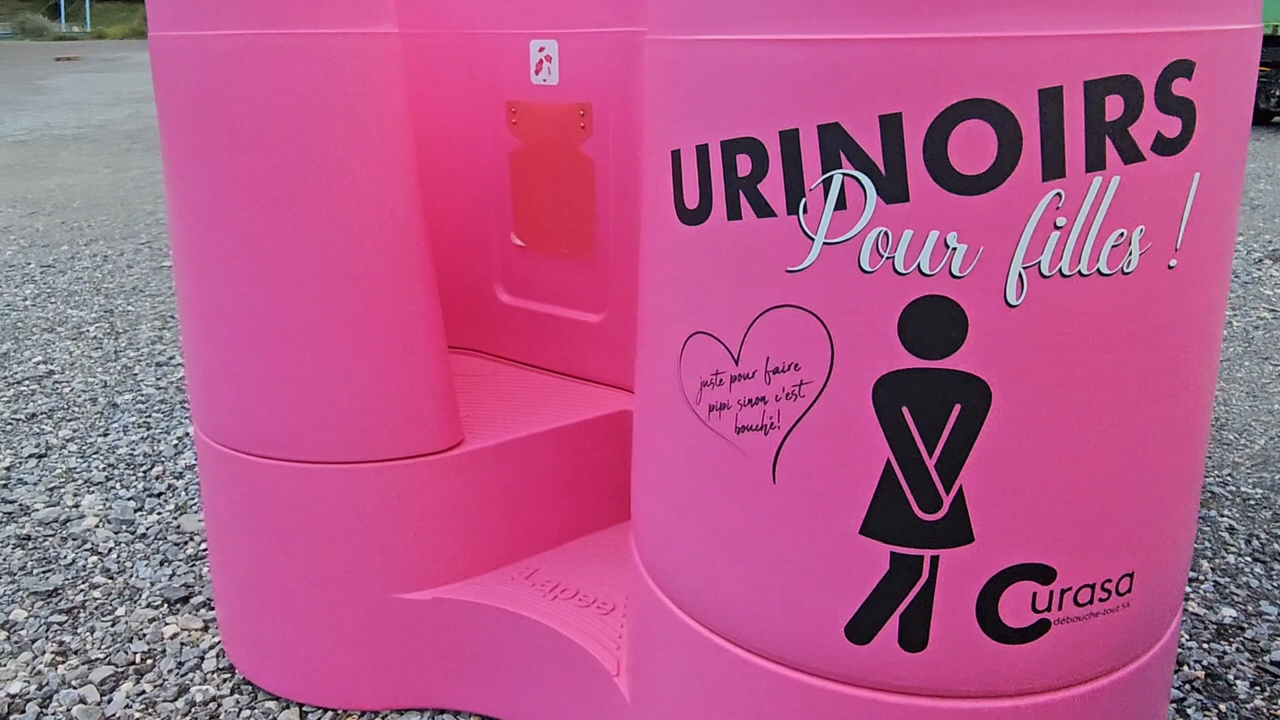 URINOIRS
Pour filles !
juste pour faire
pipi sinon c'est
bouché!
Curasa
débouche-tout SA